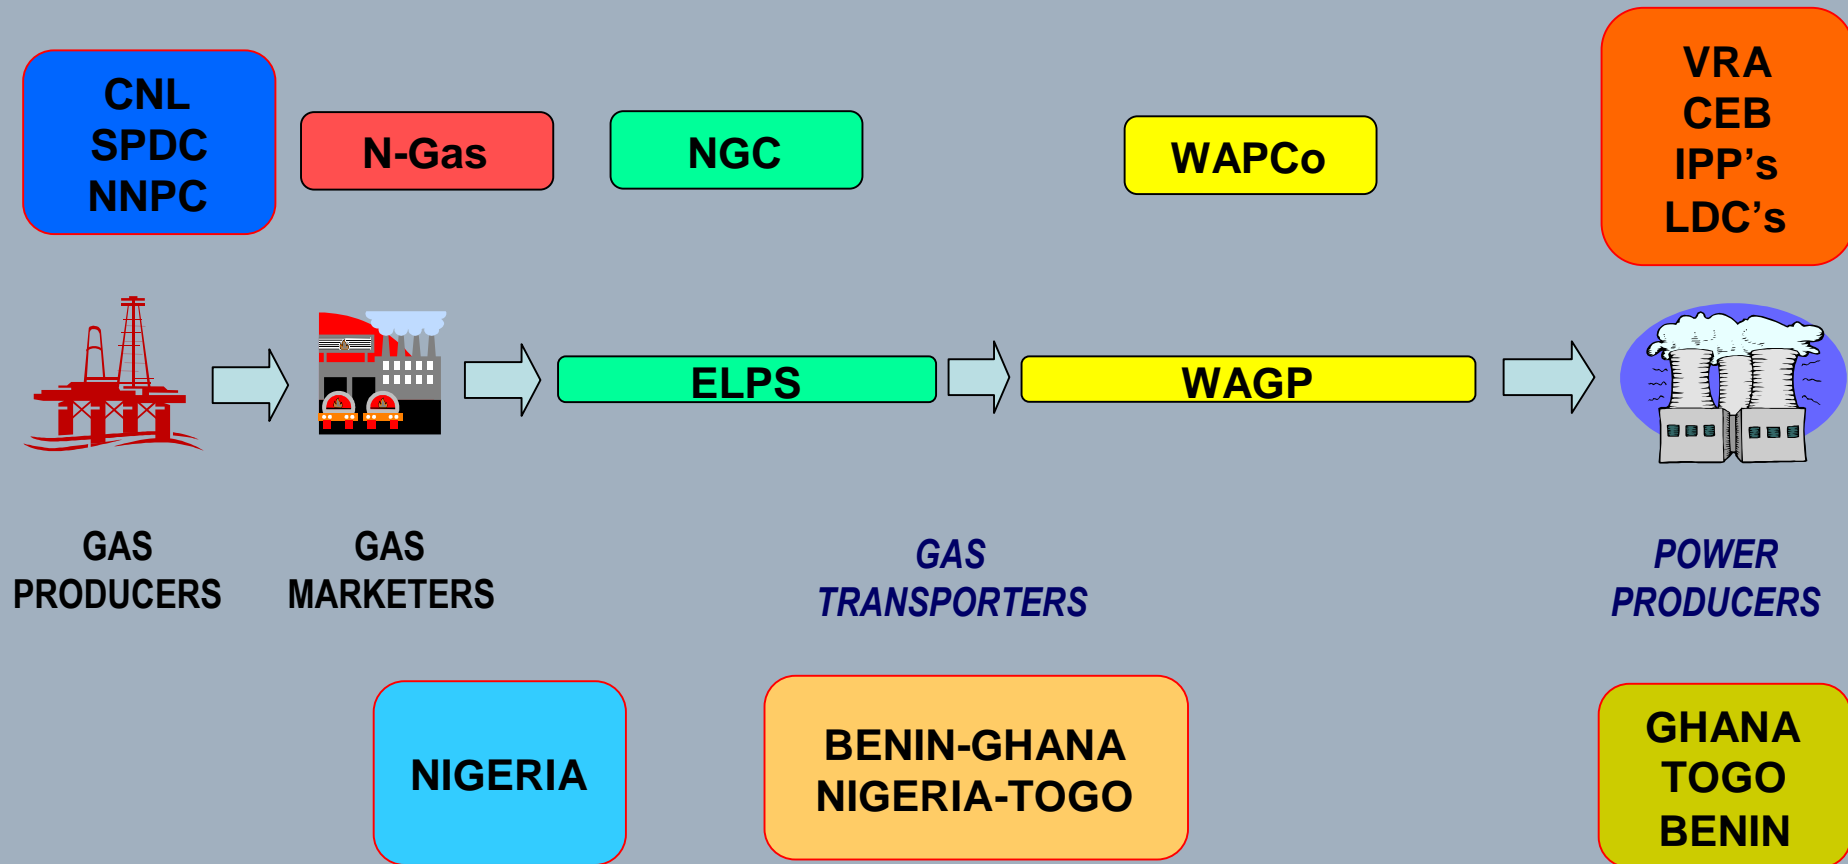 CNL
SPDC
NNPC
N-Gas
NGC
WAPCo
VRA
CEB
IPP’s
LDC’s
ELPS
WAGP
GAS
PRODUCERS
GAS
MARKETERS
GAS
TRANSPORTERS
POWER
PRODUCERS
NIGERIA
BENIN-GHANA
NIGERIA-TOGO
GHANA
TOGO
BENIN